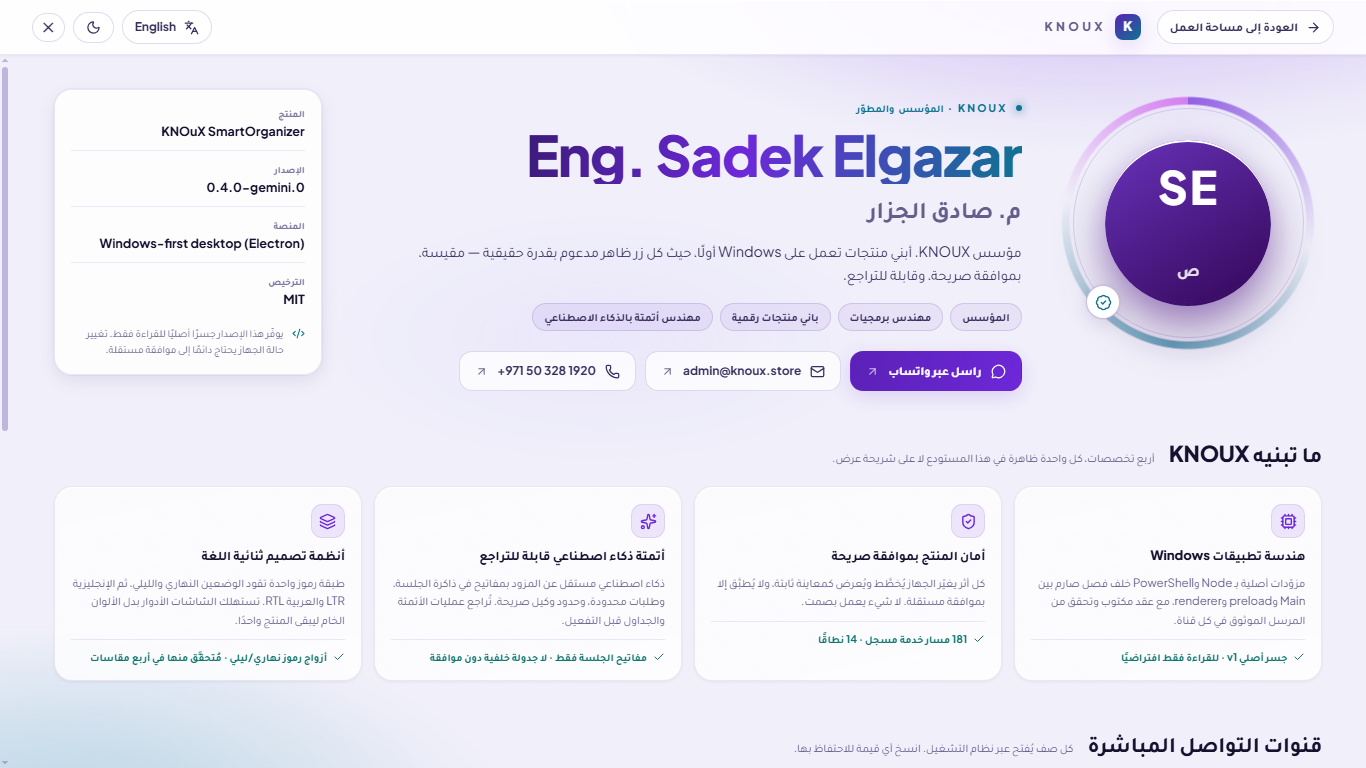 العودة إلى مساحة العمل
K
KNOUX
English
SE
ص
KNOUX · المؤسس والمطوّر
Eng. Sadek Elgazar
م. صادق الجزار
مؤسس KNOUX. أبني منتجات تعمل على Windows أولًا، حيث كل زر ظاهر مدعوم بقدرة حقيقية — مقيسة،
بموافقة صريحة، وقابلة للتراجع.
المؤسس
مهندس برمجيات
باني منتجات رقمية
مهندس أتمتة بالذكاء الاصطناعي
راسل عبر واتساب
admin@knoux.store
+971 50 328 1920
المنتج
KNOuX SmartOrganizer
الإصدار
0.4.0-gemini.0
المنصة
Windows-first desktop (Electron)
الترخيص
MIT
يوفّر هذا الإصدار جسرًا أصليًا للقراءة فقط. تغيير
حالة الجهاز يحتاج دائمًا إلى موافقة مستقلة.
ما تبنيه KNOUX
أربع تخصصات، كل واحدة ظاهرة في هذا المستودع لا على شريحة عرض.
هندسة تطبيقات Windows
مزوّدات أصلية بـ Node وPowerShell خلف فصل صارم بين
Main وpreload وrenderer، مع عقد مكتوب وتحقق من
المرسل الموثوق في كل قناة.
جسر أصلي v1 · للقراءة فقط افتراضيًا
أمان المنتج بموافقة صريحة
كل أثر يغيّر الجهاز يُخطَّط ويُعرض كمعاينة ثابتة، ولا يُطبَّق إلا
بموافقة مستقلة. لا شيء يعمل بصمت.
181 مسار خدمة مسجل · 14 نطاقًا
أتمتة ذكاء اصطناعي قابلة للتراجع
ذكاء اصطناعي مستقل عن المزود بمفاتيح في ذاكرة الجلسة،
وطلبات محدودة، وحدود وكيل صريحة. تُراجع عمليات الأتمتة
والجداول قبل التفعيل.
مفاتيح الجلسة فقط · لا جدولة خلفية دون موافقة
أنظمة تصميم ثنائية اللغة
طبقة رموز واحدة تقود الوضعين النهاري والليلي، ثم الإنجليزية
LTR والعربية RTL. تستهلك الشاشات الأدوار بدل الألوان
الخام ليبقى المنتج واحدًا.
أزواج رموز نهاري/ليلي · مُتحقَّق منها في أربع مقاسات
قنوات التواصل المباشرة
كل صف يُفتح عبر نظام التشغيل. انسخ أي قيمة للاحتفاظ بها.